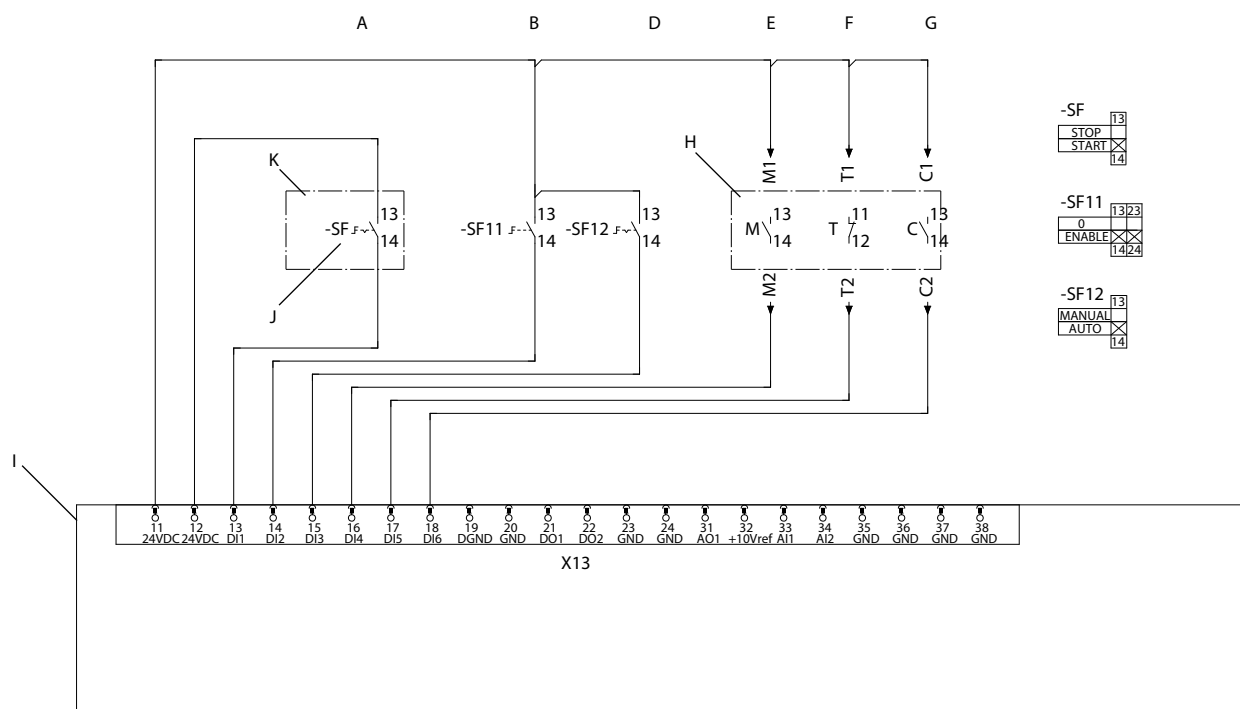 A B D E F G
-SF
13
STOP
START
14
K
H
M1 T1 C1
-SF11
13 23
0
ENABLE
14 24
13 13 13 13 11 13
-SF -SF11 -SF12 M T C
14 14 14 14 12 14
J
M2 T2 C2
-SF12
13
MANUAL
AUTO
14
I
11 12 13 14 15 16 17 18 19 20 21 22 23 24 31 32 33 34 35 36 37 38
24VDC 24VDC DI1 DI2 DI3 DI4 DI5 DI6 DGND GND DO1 DO2 GND GND AO1 +10Vref AI1 AI2 GND GND GND GND
X13